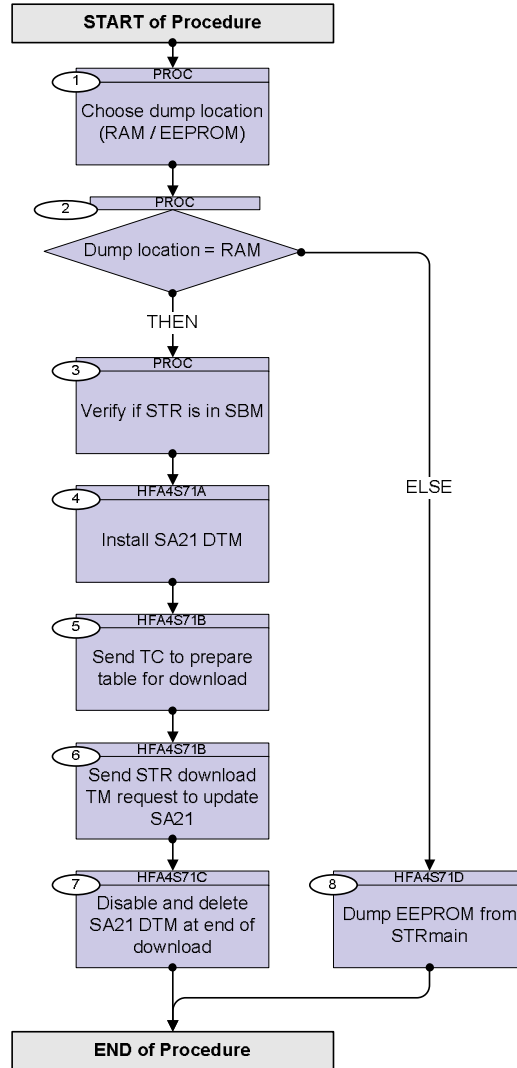 START of Procedure
1
PROC
Choose dump location
(RAM / EEPROM)
2
PROC
Dump location = RAM
THEN
ELSE
3
PROC
Verify if STR is in SBM
4
HFA4S71A
Install SA21 DTM
5
HFA4S71B
Send TC to prepare
table for download
6
HFA4S71B
Send STR download
TM request to update
SA21
7
HFA4S71C
Disable and delete
SA21 DTM at end of
download
8
HFA4S71D
Dump EEPROM from
STRmain
END of Procedure